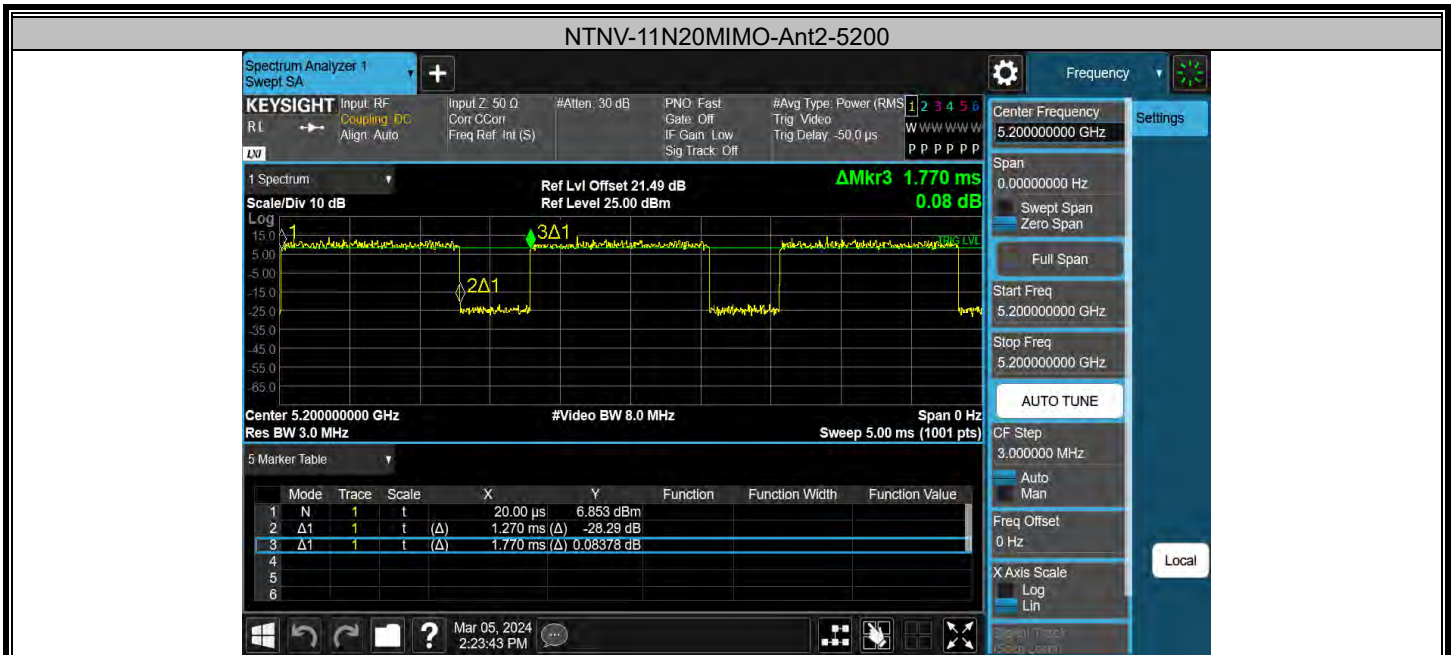 NTNV-11N20MIMO-Ant2-5200
Spectrum Analyzer 1
Swept SA
+
Frequency
KEYSIGHT
RL
LXI
Input: RF
Coupling: DC
Align: Auto
Input Z: 50 Ω
Corr CCorr
Freq Ref: Int (S)
#Atten: 30 dB
PNO: Fast
Gate: Off
IF Gain: Low
Sig Track: Off
#Avg Type: Power (RMS
Trig: Video
Trig Delay: -50.0 µs
1 2 3 4 5 6
W W W W W W
P P P P P P
1 Spectrum
Scale/Div 10 dB
Ref Lvl Offset 21.49 dB
Ref Level 25.00 dBm
ΔMkr3 1.770 ms
0.08 dB
Log
15.0
5.00
-5.00
-15.0
-25.0
-35.0
-45.0
-55.0
-65.0
1
2Δ1
3Δ1
TRIG LVL
Center 5.200000000 GHz
#Video BW 8.0 MHz
Span 0 Hz
Res BW 3.0 MHz
Sweep 5.00 ms (1001 pts)
5 Marker Table
Mode Trace Scale X Y Function Function Width Function Value
1 N 1 t 20.00 µs 6.853 dBm
2 Δ1 1 t (Δ) 1.270 ms (Δ) -28.29 dB
3 Δ1 1 t (Δ) 1.770 ms (Δ) 0.08378 dB
4
5
6
?
Mar 05, 2024
2:23:43 PM
Center Frequency
5.200000000 GHz
Settings
Span
0.00000000 Hz
Swept Span
Zero Span
Full Span
Start Freq
5.200000000 GHz
Stop Freq
5.200000000 GHz
AUTO TUNE
CF Step
3.000000 MHz
Auto
Man
Freq Offset
0 Hz
X Axis Scale
Log
Lin
Signal Track
(Span Zoom)
Local